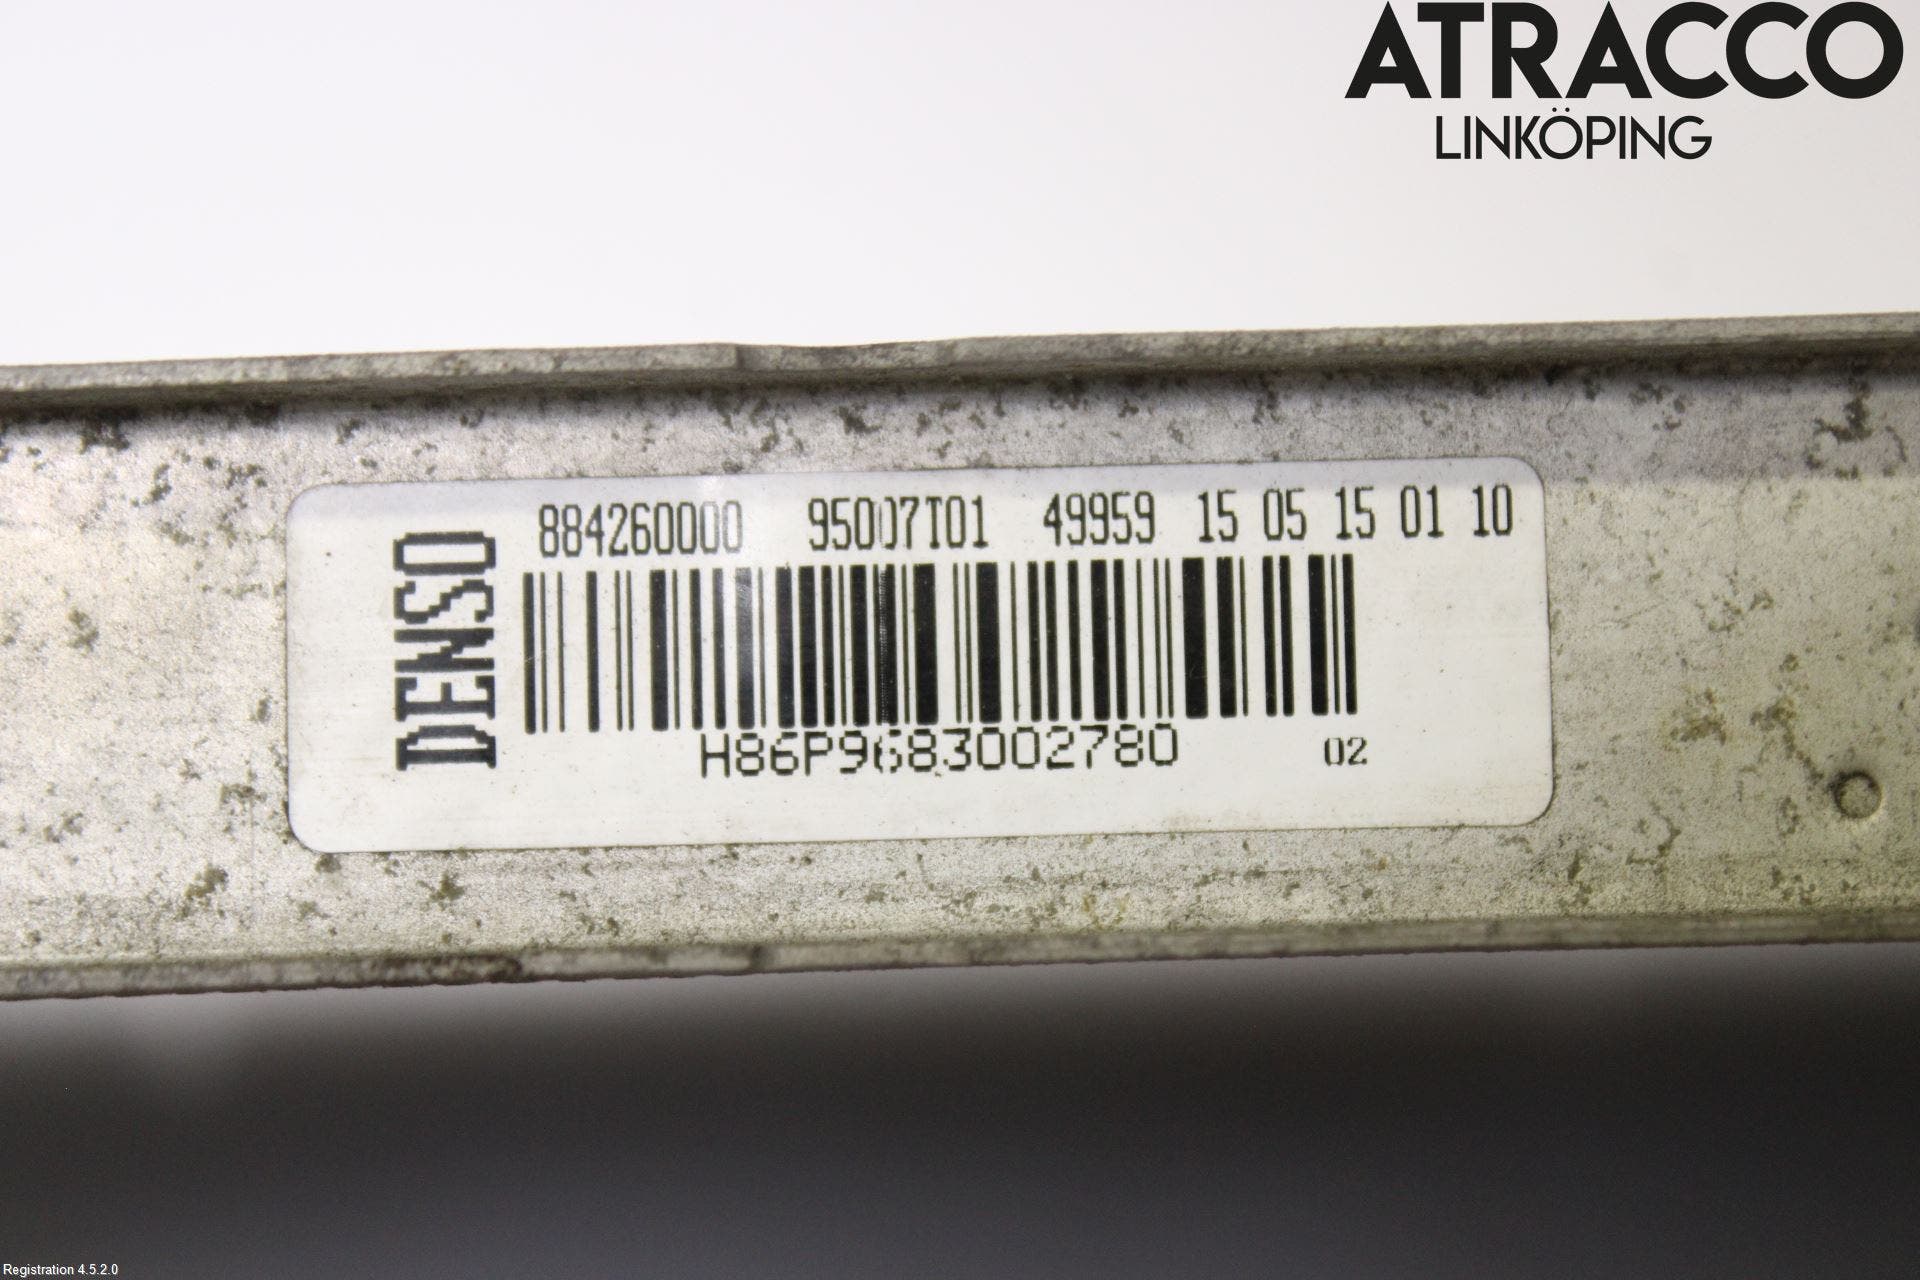 ATRACCO
LINKÖPING
DENSO
884260000 95007T01 49959 15 05 15 01 10
H86P9683002780 02
Registration 4.5.2.0